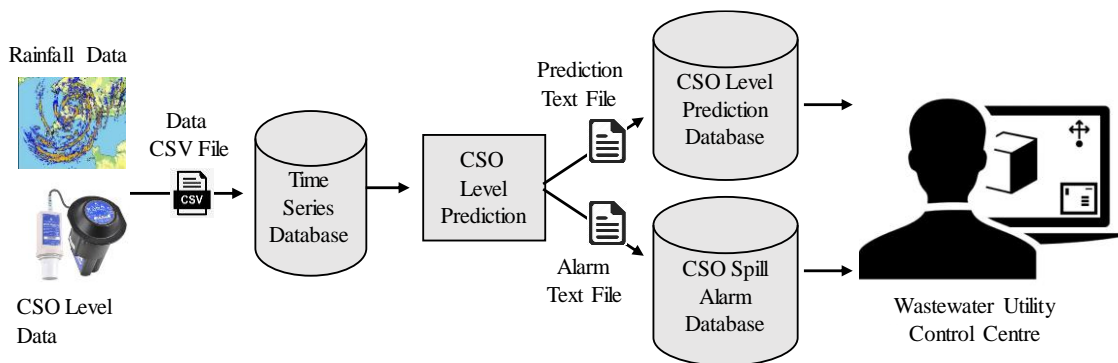 Rainfall Data
Data
CSV File
CSV
CSO Level
Data
Time
Series
Database
CSO
Level
Prediction
Prediction
Text File
Alarm
Text File
CSO Level
Prediction
Database
CSO Spill
Alarm
Database
Wastewater Utility
Control Centre